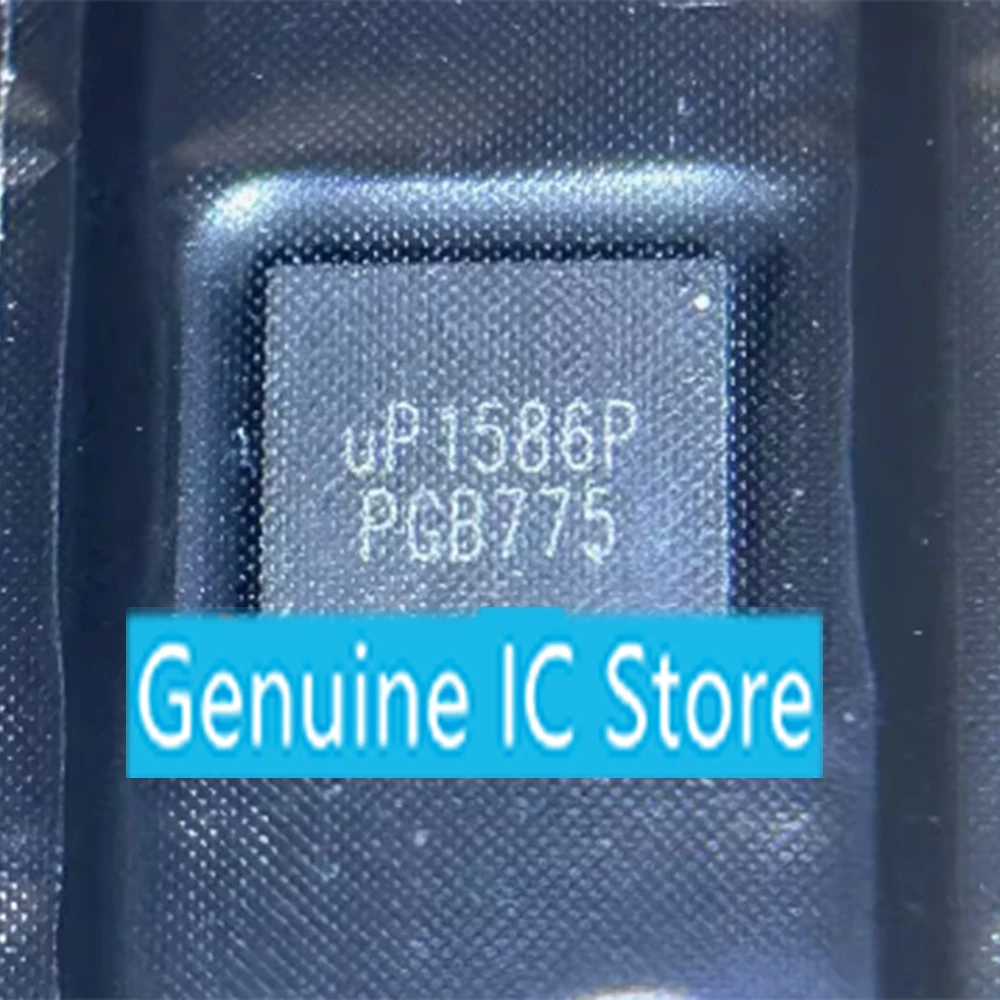 uP1586P
PGB775
Genuine IC Store